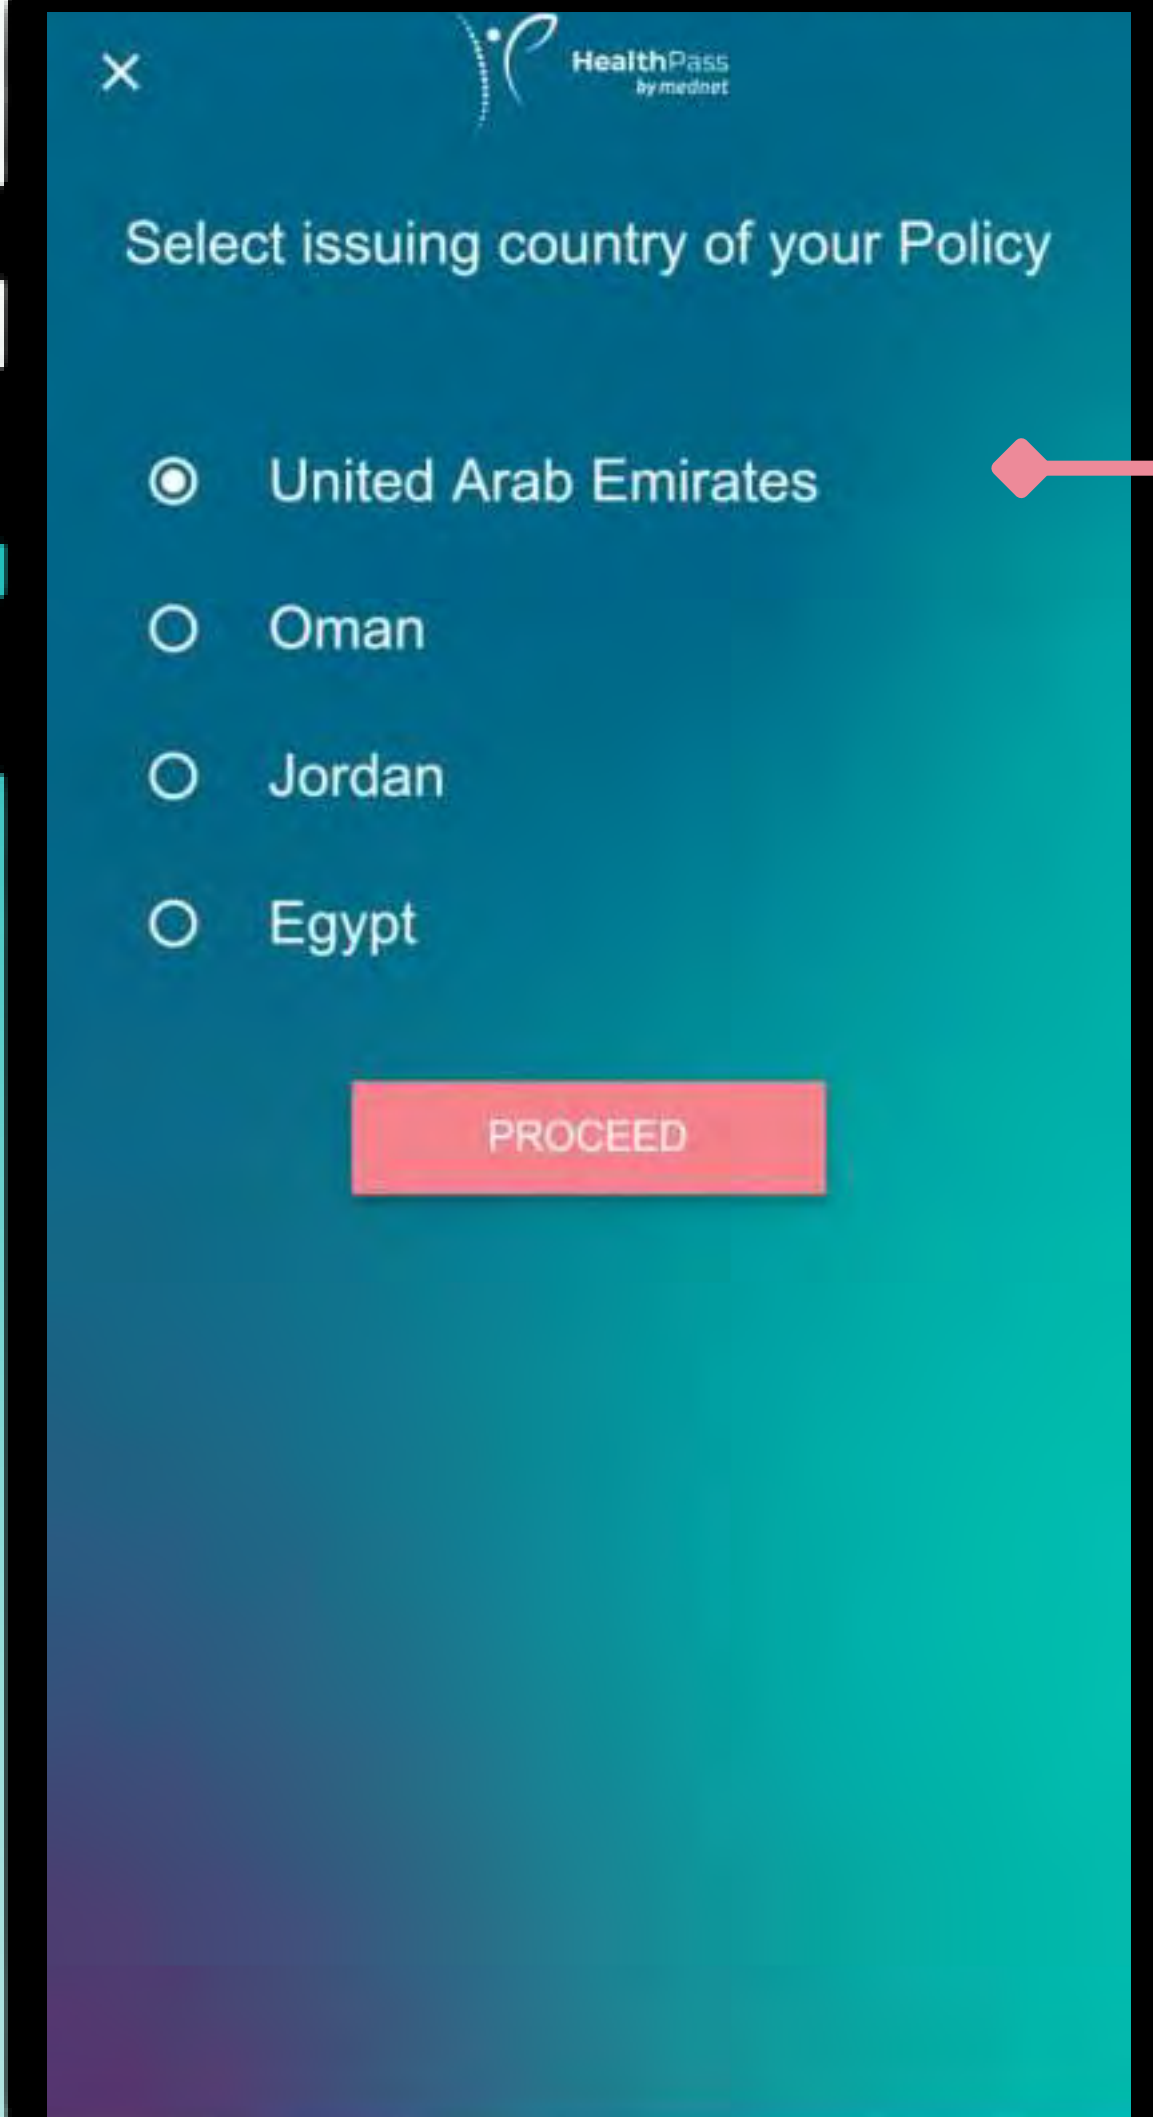 HealthPass
by mednet
Select issuing country of your Policy
United Arab Emirates
Oman
Jordan
Egypt
PROCEED